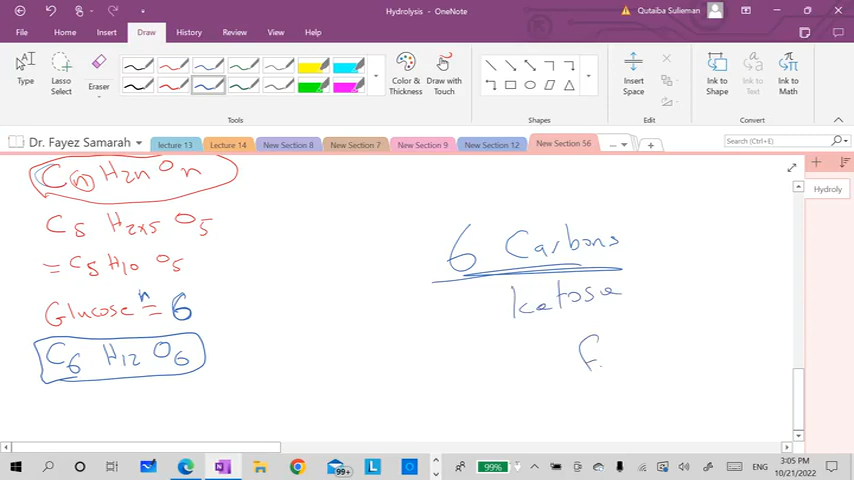 Hydrolysis - OneNote
Qutaiba Sulieman
File Home Insert Draw History Review View Help
Type
Lasso Select
Eraser
Color & Thickness
Draw with Touch
Insert Space
Ink to Shape
Ink to Text
Ink to Math
Tools
Shapes
Edit
Convert
Dr. Fayez Samarah
lecture 13
Lecture 14
New Section 8
New Section 7
New Section 9
New Section 12
New Section 56
Search (Ctrl+E)
Hydroly
Cn H2n On
C5 H2x5 O5
= C5 H10 O5
Glucose n = 6
C6 H12 O6
6 Carbons
ketose
F
99%
99+
ENG
3:05 PM
10/21/2022